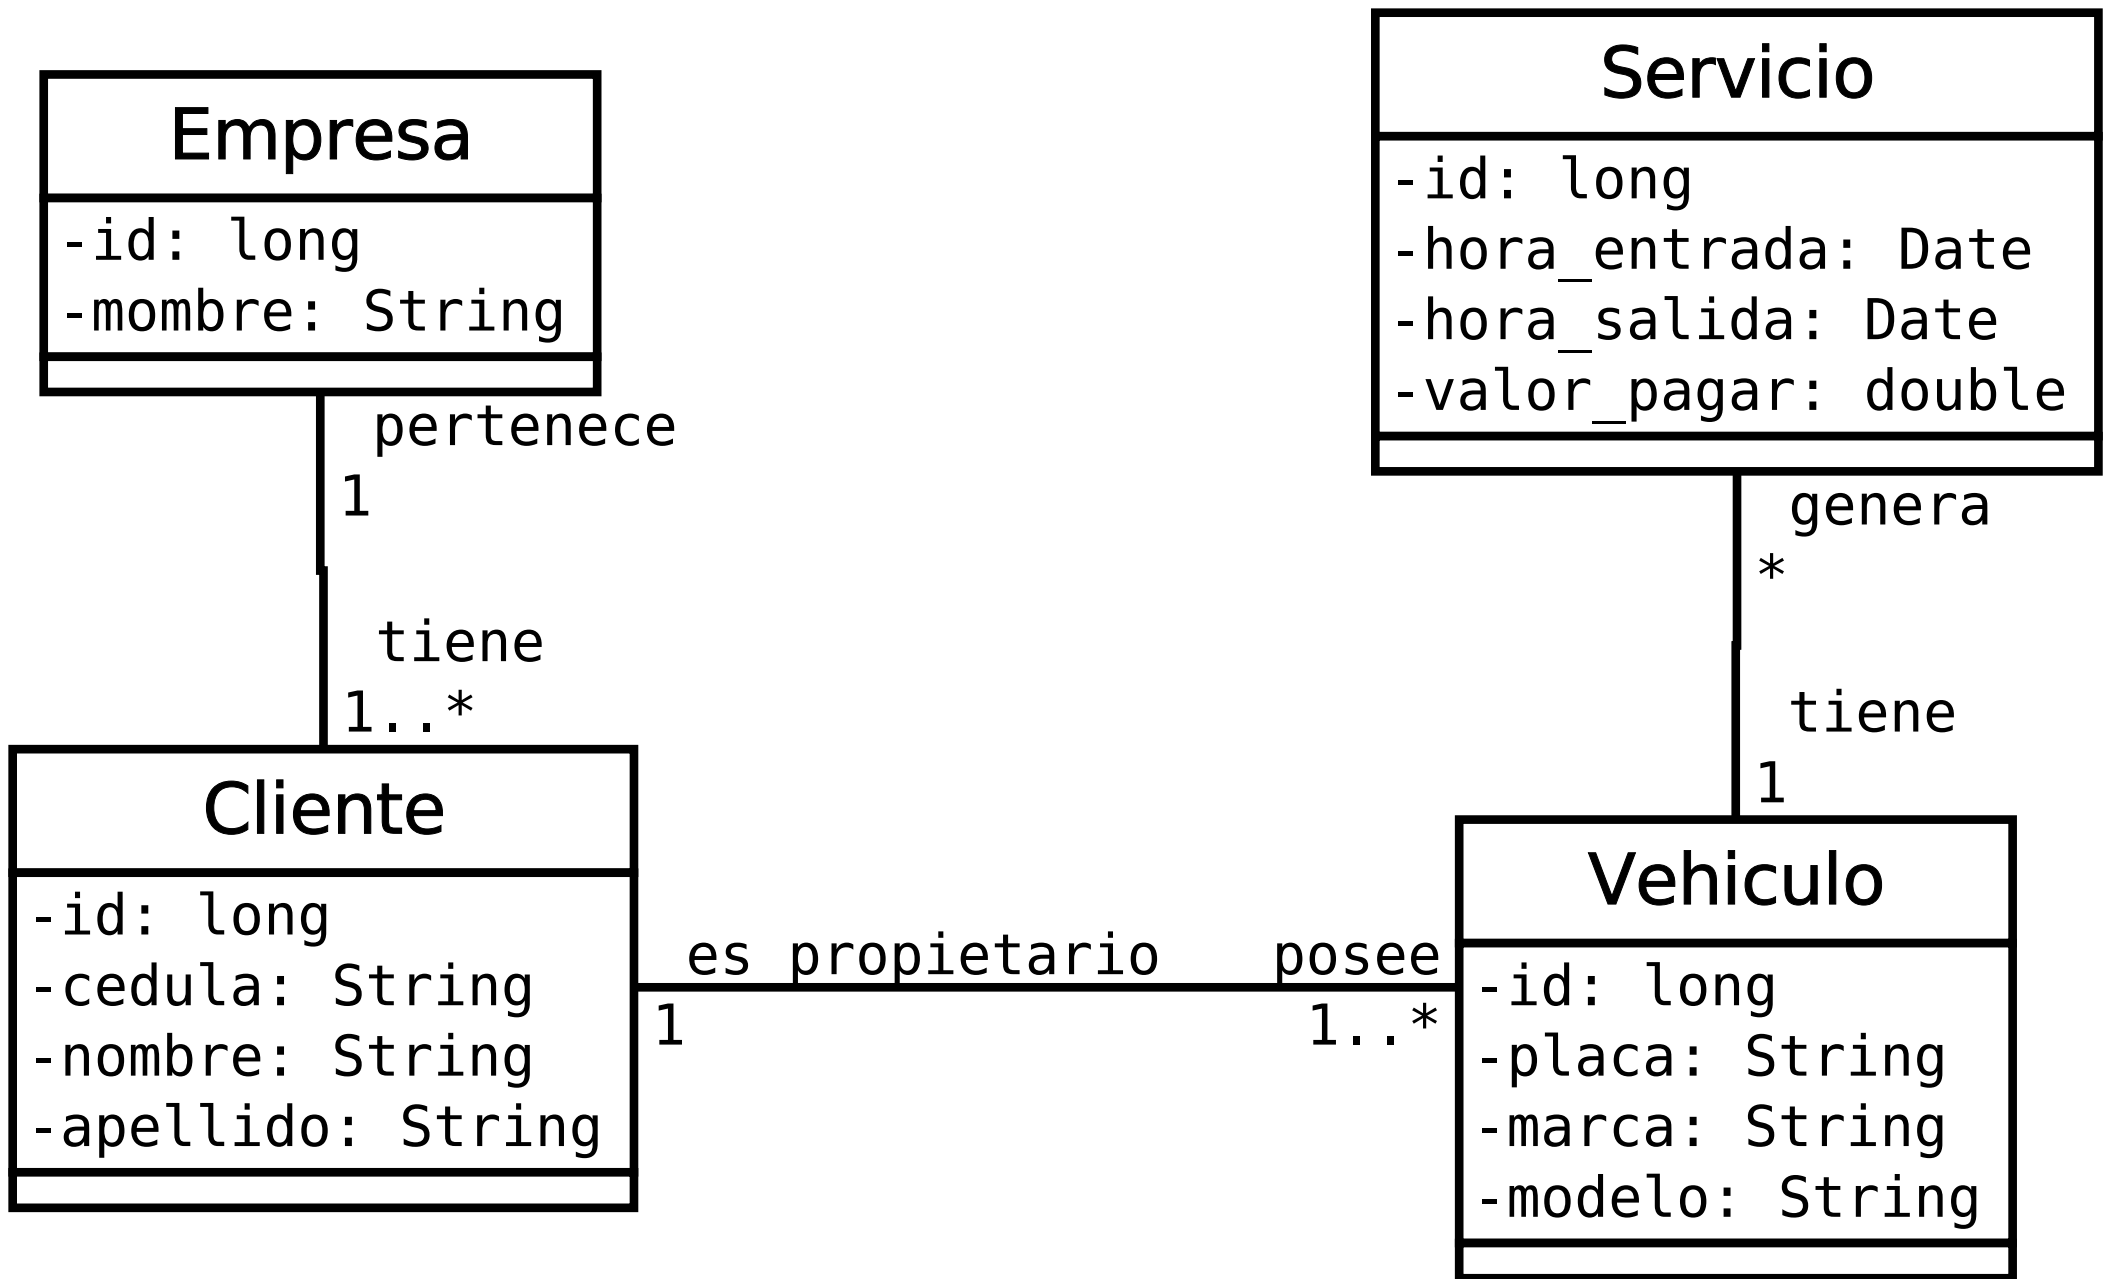 Empresa
-id: long
-mombre: String
pertenece
1
tiene
1..*
Cliente
-id: long
-cedula: String
-nombre: String
-apellido: String
es propietario
1
posee
1..*
Servicio
-id: long
-hora_entrada: Date
-hora_salida: Date
-valor_pagar: double
genera
*
tiene
1
Vehiculo
-id: long
-placa: String
-marca: String
-modelo: String